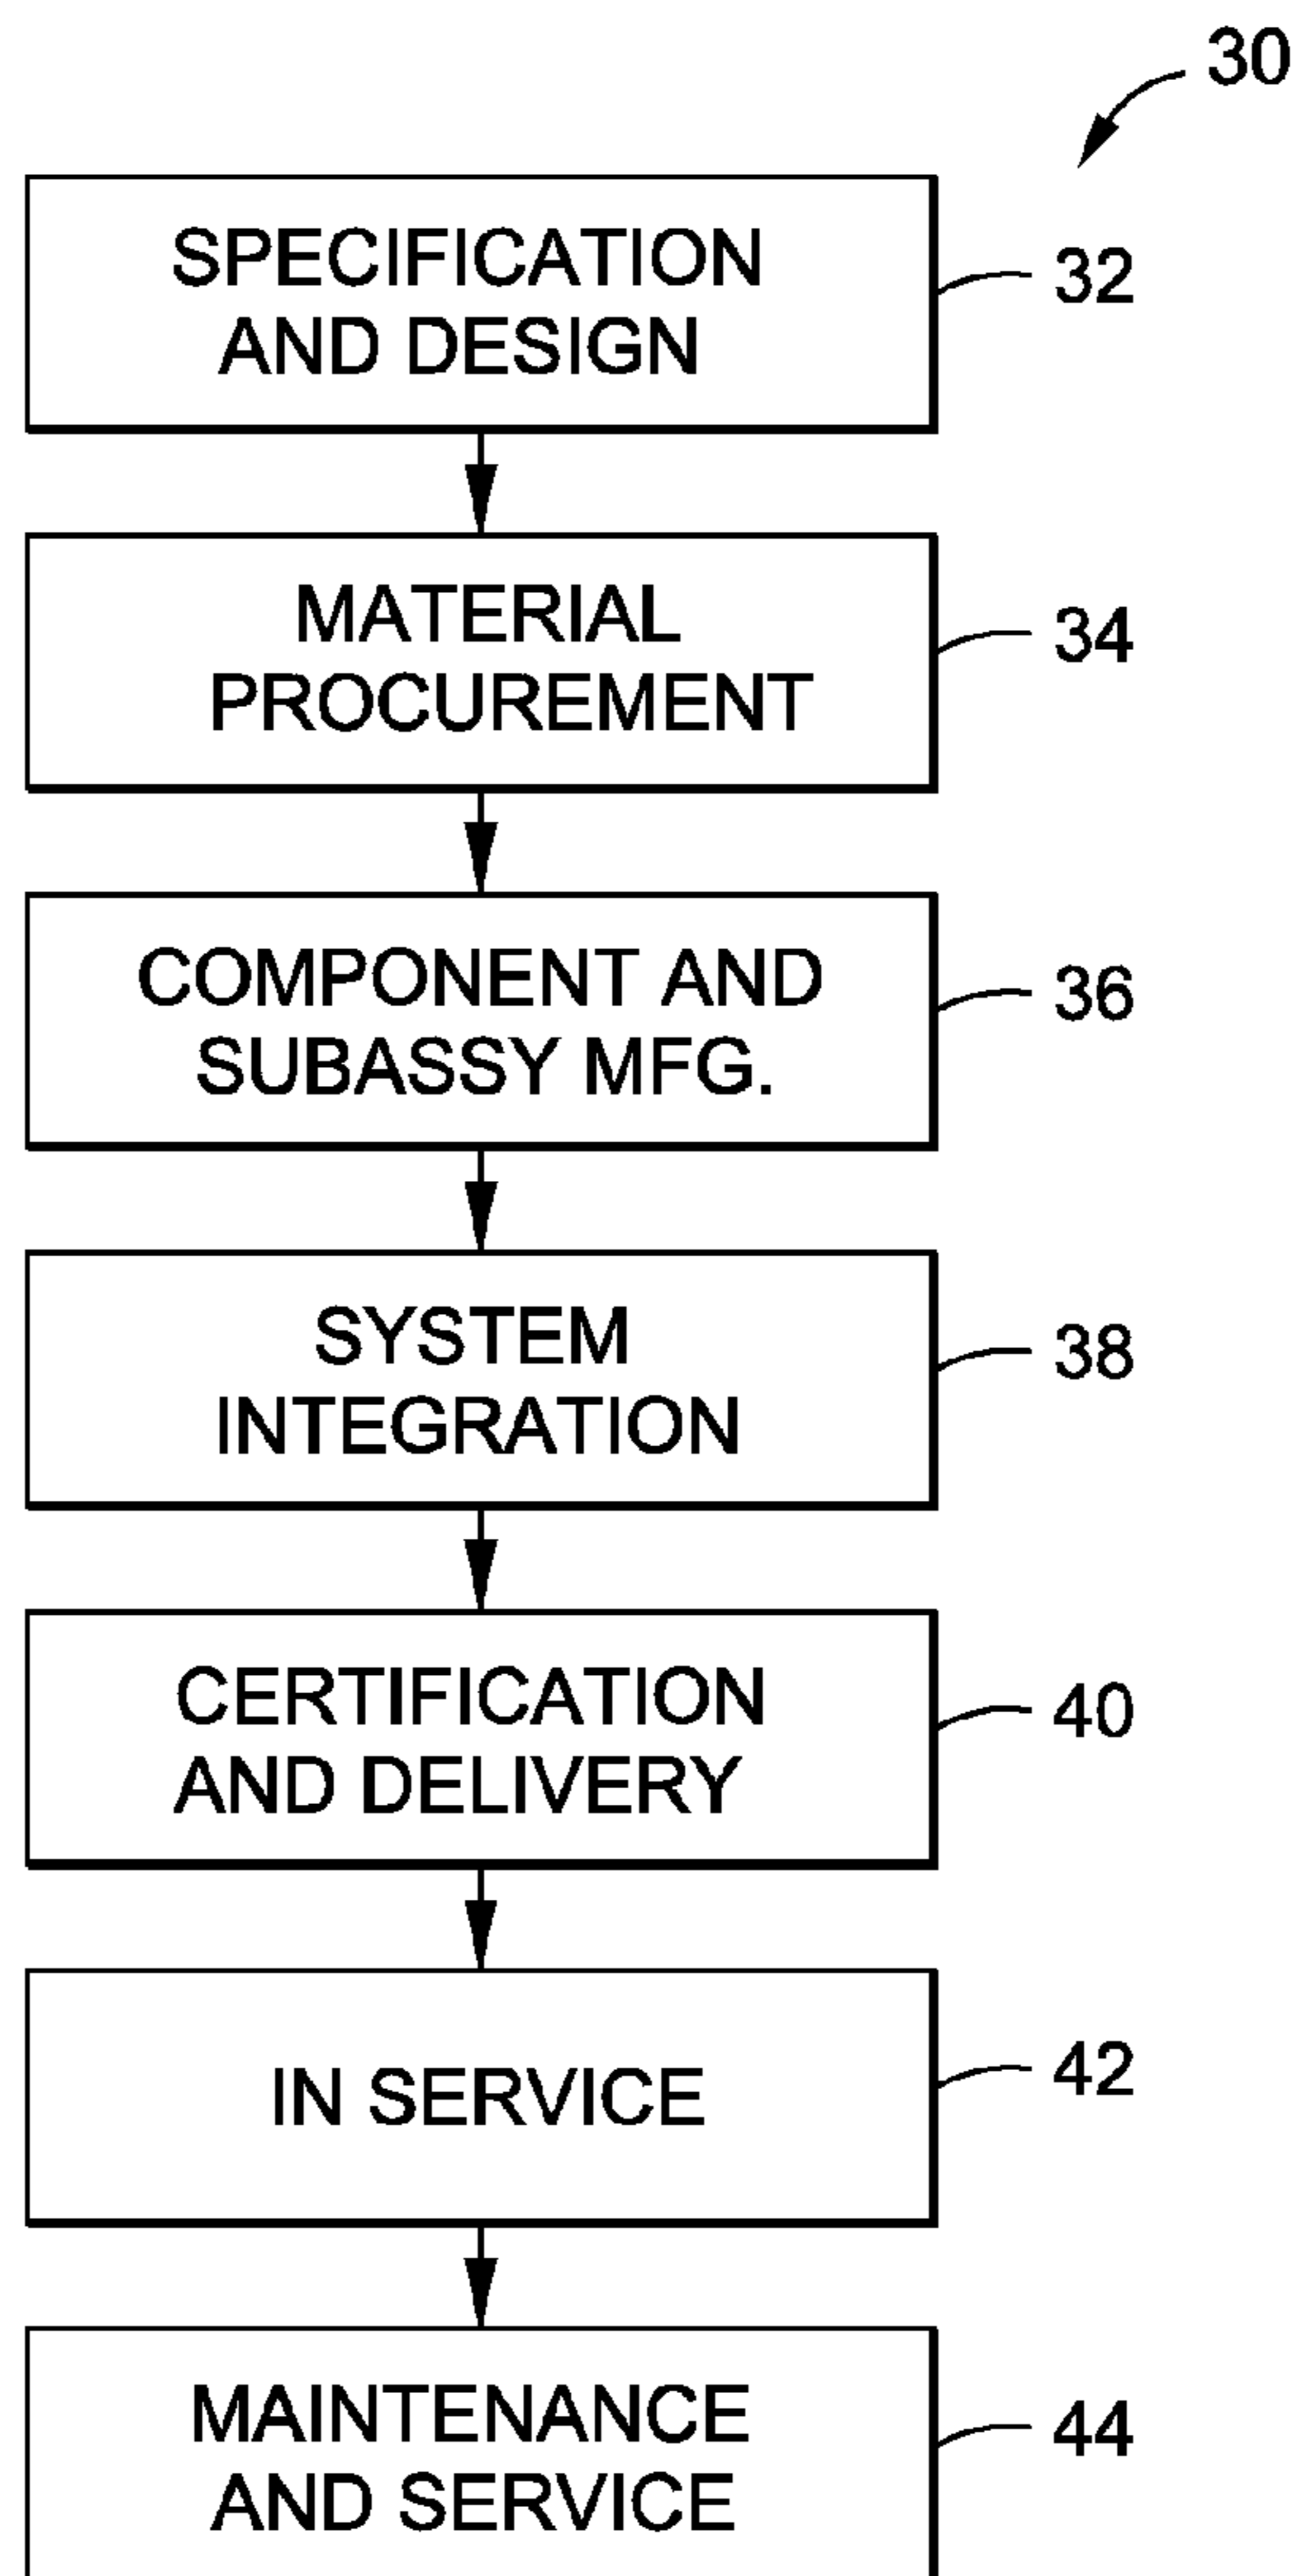 30
SPECIFICATION
AND DESIGN
32
MATERIAL
PROCUREMENT
34
COMPONENT AND
SUBASSY MFG.
36
SYSTEM
INTEGRATION
38
CERTIFICATION
AND DELIVERY
40
IN SERVICE
42
MAINTENANCE
AND SERVICE
44